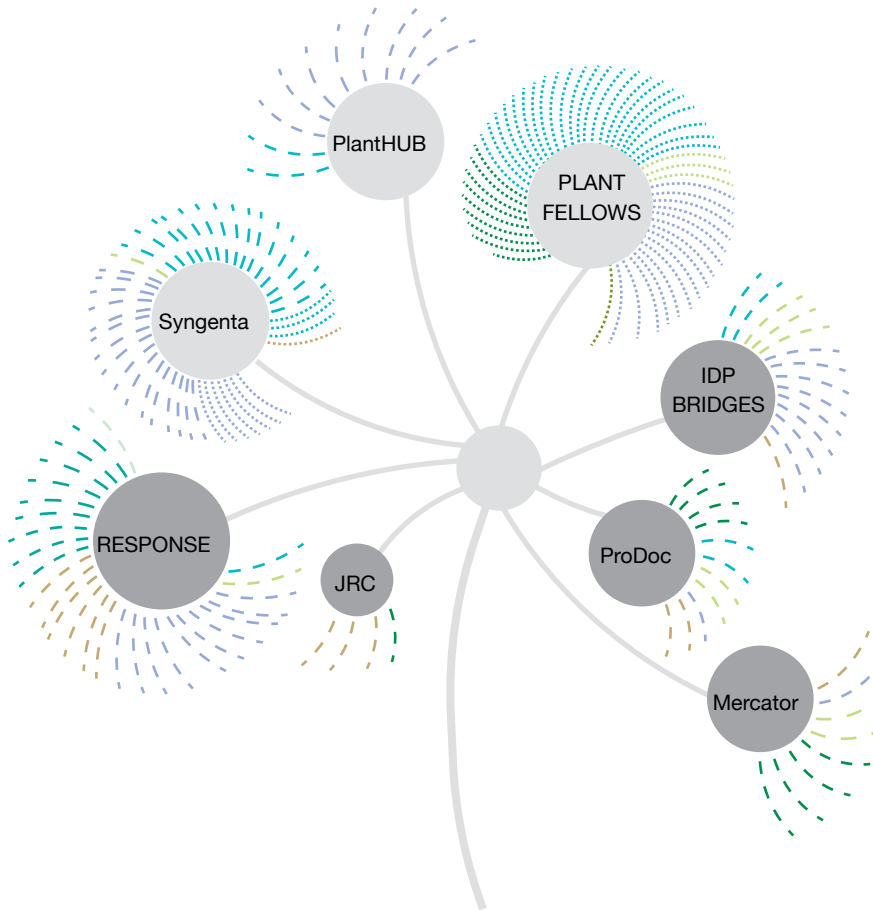 PlantHUB
PLANT
FELLOWS
Syngenta
IDP
BRIDGES
RESPONSE
JRC
ProDoc
Mercator